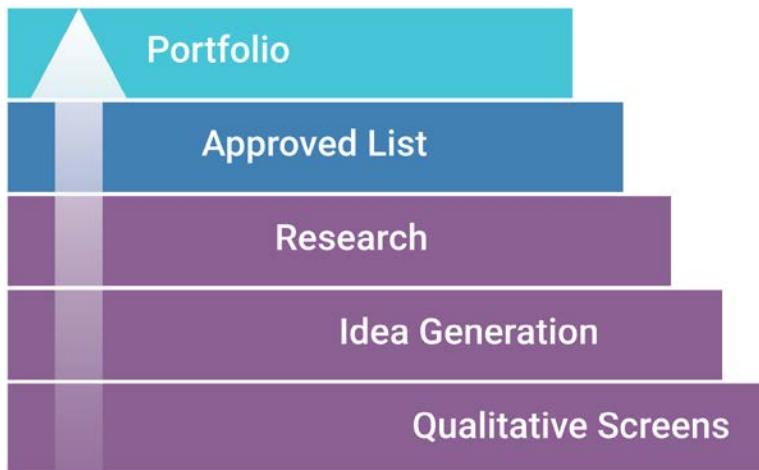 Portfolio
Approved List
Research
Idea Generation
Qualitative Screens